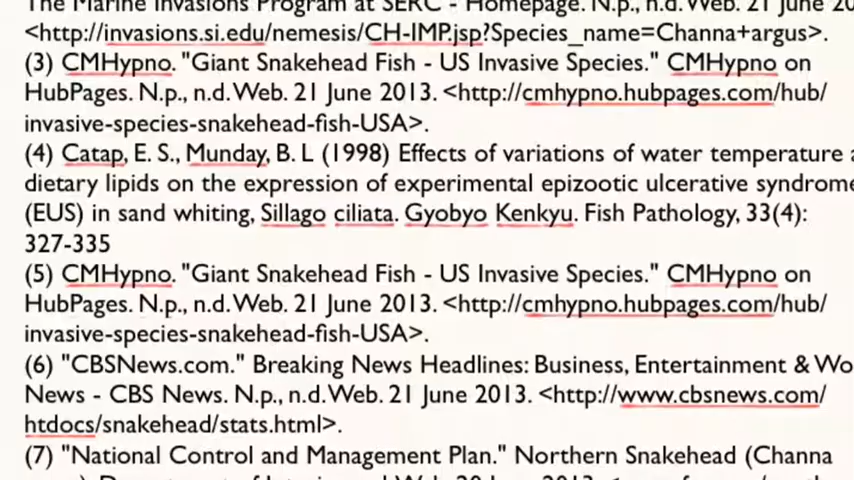 The Marine Invasions Program at SERC - Homepage. N.p., n.d. Web. 21 June 20
<http://invasions.si.edu/nemesis/CH-IMP.jsp?Species_name=Channa+argus>.
(3) CMHypno. "Giant Snakehead Fish - US Invasive Species." CMHypno on
HubPages. N.p., n.d. Web. 21 June 2013. <http://cmhypno.hubpages.com/hub/
invasive-species-snakehead-fish-USA>.
(4) Catap, E. S., Munday, B. L (1998) Effects of variations of water temperature a
dietary lipids on the expression of experimental epizootic ulcerative syndrome
(EUS) in sand whiting, Sillago ciliata. Gyobyo Kenkyu. Fish Pathology, 33(4):
327-335
(5) CMHypno. "Giant Snakehead Fish - US Invasive Species." CMHypno on
HubPages. N.p., n.d. Web. 21 June 2013. <http://cmhypno.hubpages.com/hub/
invasive-species-snakehead-fish-USA>.
(6) "CBSNews.com." Breaking News Headlines: Business, Entertainment & Wo
News - CBS News. N.p., n.d. Web. 21 June 2013. <http://www.cbsnews.com/
htdocs/snakehead/stats.html>.
(7) "National Control and Management Plan." Northern Snakehead (Channa